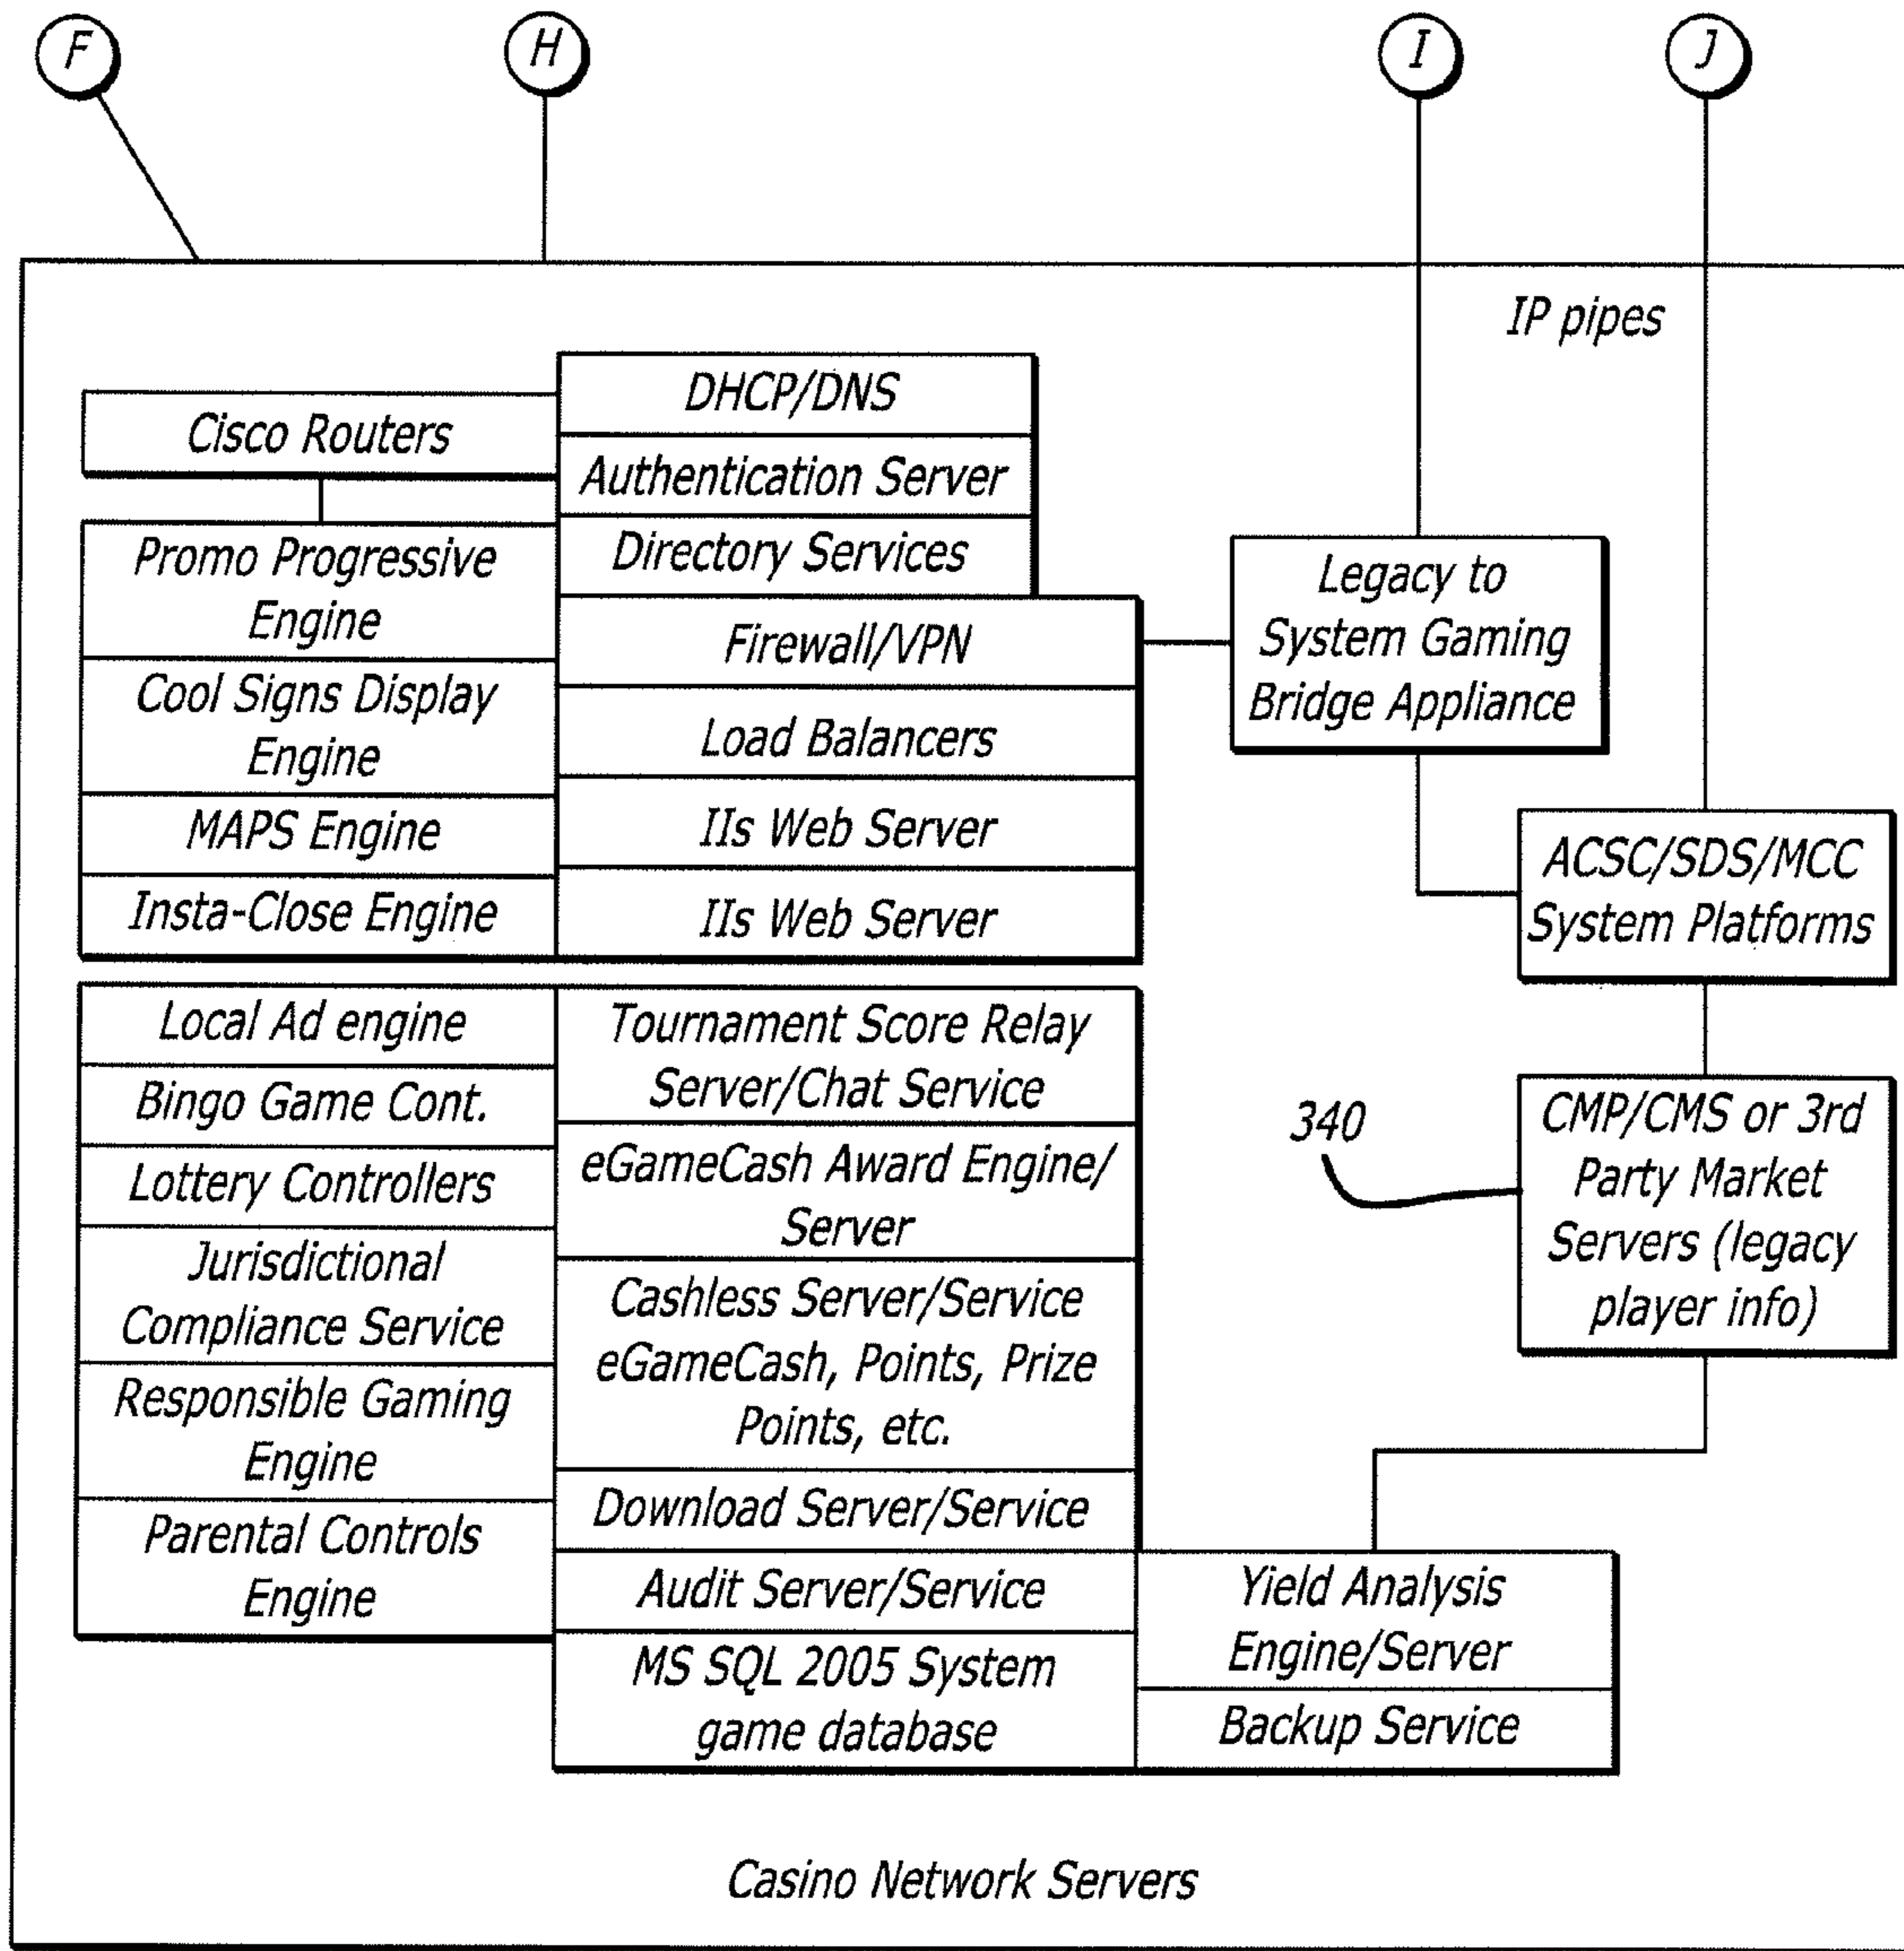 F
H
I
J
IP pipes
Cisco Routers
Promo Progressive
Engine
Cool Signs Display
Engine
MAPS Engine
Insta-Close Engine
DHCP/DNS
Authentication Server
Directory Services
Firewall/VPN
Load Balancers
IIs Web Server
IIs Web Server
Legacy to
System Gaming
Bridge Appliance
ACSC/SDS/MCC
System Platforms
Local Ad engine
Bingo Game Cont.
Lottery Controllers
Jurisdictional
Compliance Service
Responsible Gaming
Engine
Parental Controls
Engine
Tournament Score Relay
Server/Chat Service
eGameCash Award Engine/
Server
Cashless Server/Service
eGameCash, Points, Prize
Points, etc.
Download Server/Service
Audit Server/Service
MS SQL 2005 System
game database
340
CMP/CMS or 3rd
Party Market
Servers (legacy
player info)
Yield Analysis
Engine/Server
Backup Service
Casino Network Servers